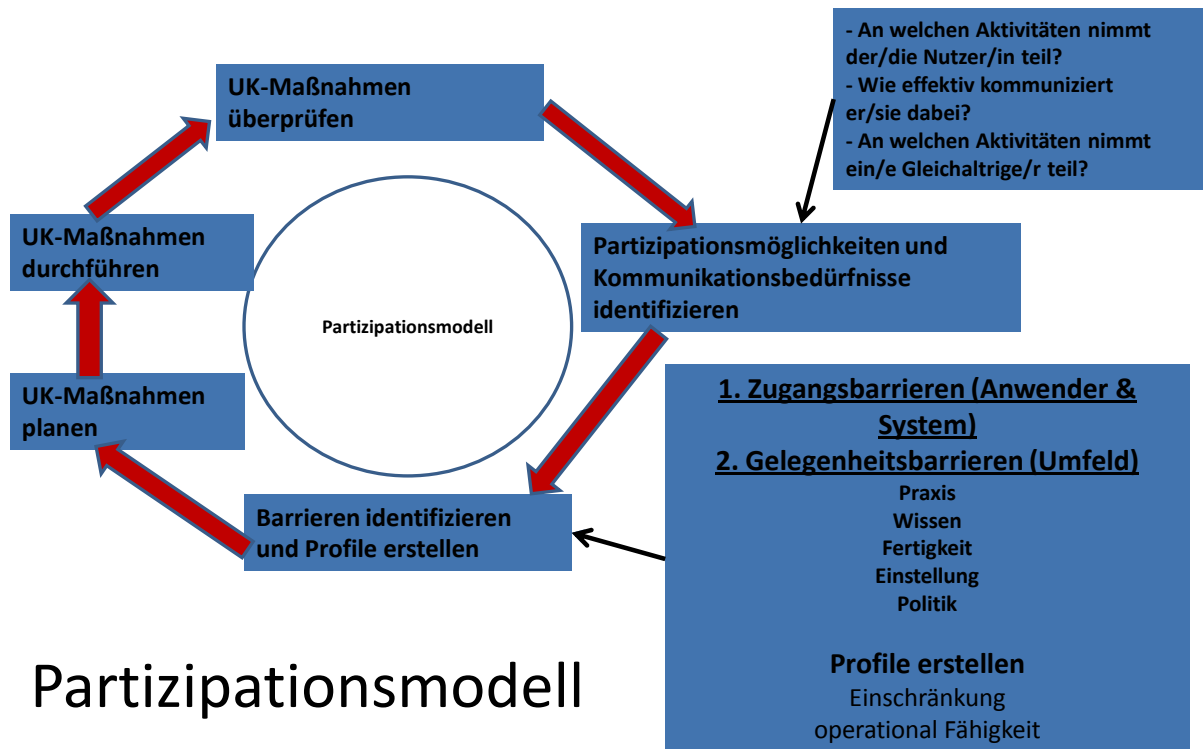 - An welchen Aktivitäten nimmt
der/die Nutzer/in teil?
- Wie effektiv kommuniziert
er/sie dabei?
- An welchen Aktivitäten nimmt
ein/e Gleichaltrige/r teil?
UK-Maßnahmen
überprüfen
UK-Maßnahmen
durchführen
Partizipationsmöglichkeiten und
Kommunikationsbedürfnisse
identifizieren
Partizipationsmodell
UK-Maßnahmen
planen
1. Zugangsbarrieren (Anwender &
System)
2. Gelegenheitsbarrieren (Umfeld)
Praxis
Wissen
Fertigkeit
Einstellung
Politik
Profile erstellen
Einschränkung
operational Fähigkeit
Barrieren identifizieren
und Profile erstellen
Partizipationsmodell